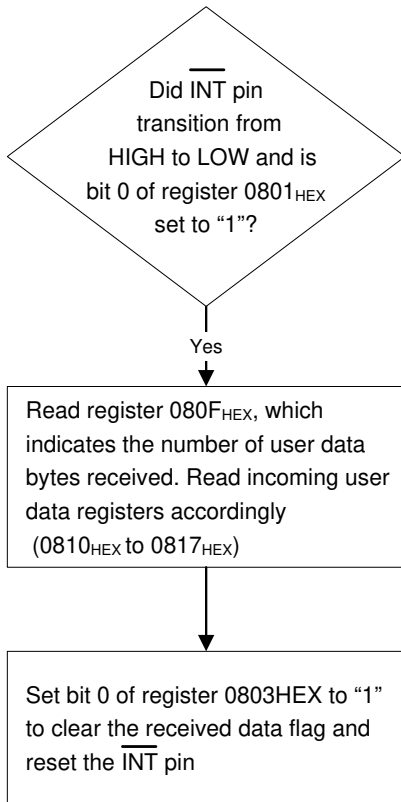 Did INT pin
transition from
HIGH to LOW and is
bit 0 of register 0801HEX
set to “1”?
Yes
Read register 080FHEX, which
indicates the number of user data
bytes received. Read incoming user
data registers accordingly
(0810HEX to 0817HEX)
Set bit 0 of register 0803HEX to “1”
to clear the received data flag and
reset the INT pin